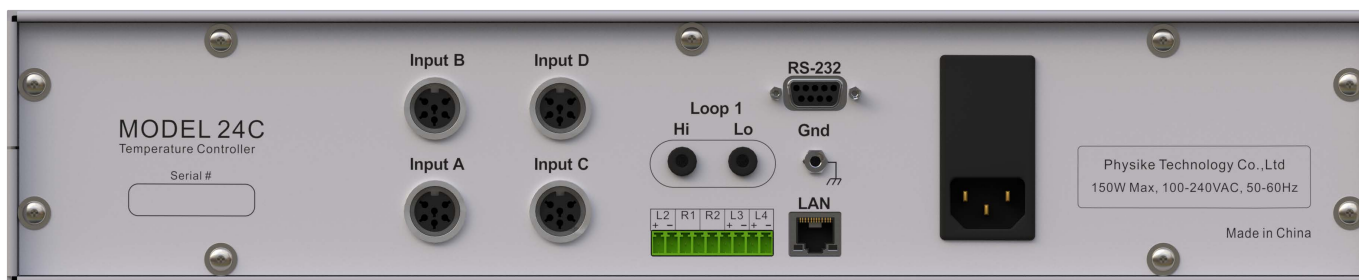 MODEL 24C
Temperature Controller
Serial #
Input B
Input D
Input A
Input C
Loop 1
Hi Lo
L2 R1 R2 L3 L4
+ − + − + −
RS-232
Gnd
LAN
Physike Technology Co.,Ltd
150W Max, 100-240VAC, 50-60Hz
Made in China